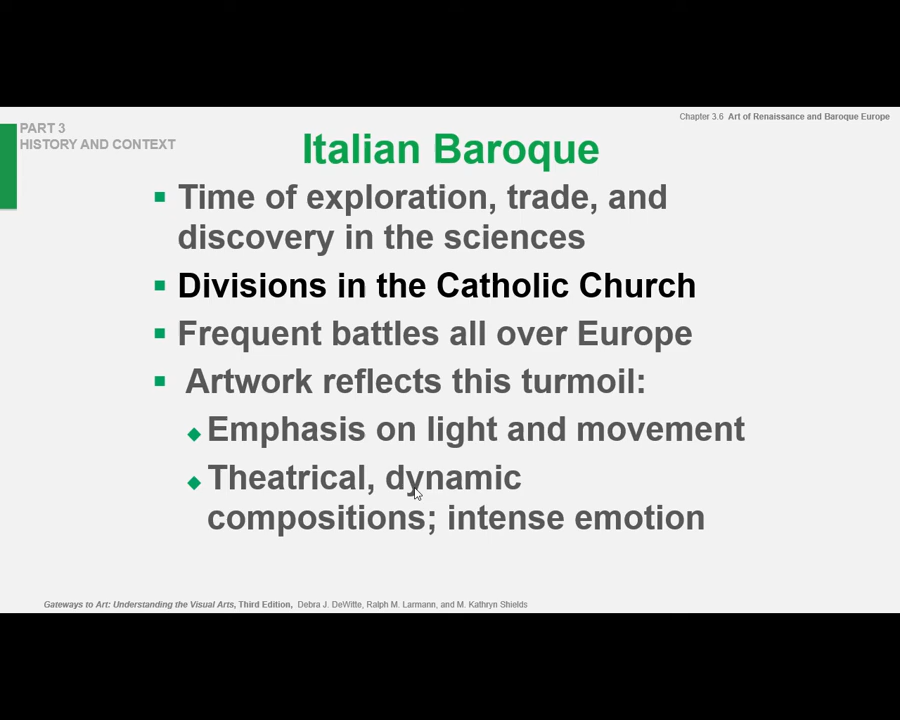 Chapter 3.6 Art of Renaissance and Baroque Europe
PART 3
HISTORY AND CONTEXT
Italian Baroque
▪ Time of exploration, trade, and
discovery in the sciences
▪ Divisions in the Catholic Church
▪ Frequent battles all over Europe
▪ Artwork reflects this turmoil:
◆ Emphasis on light and movement
◆ Theatrical, dynamic
compositions; intense emotion
Gateways to Art: Understanding the Visual Arts, Third Edition, Debra J. DeWitte, Ralph M. Larmann, and M. Kathryn Shields